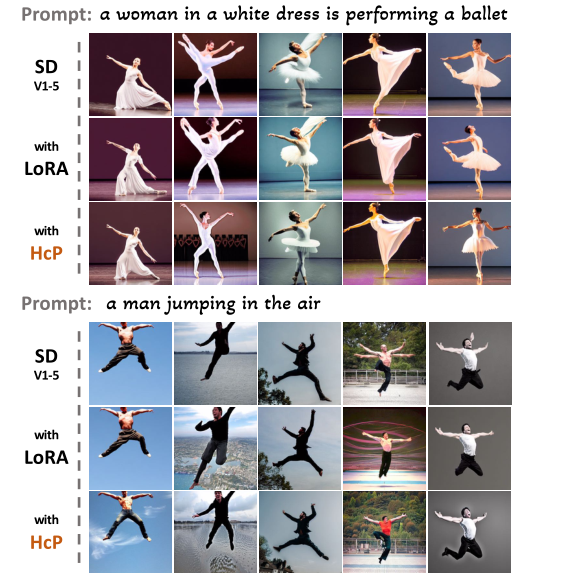 Prompt: a woman in a white dress is performing a ballet
SD
V1-5
with
LoRA
with
HcP
Prompt: a man jumping in the air
SD
V1-5
with
LoRA
with
HcP